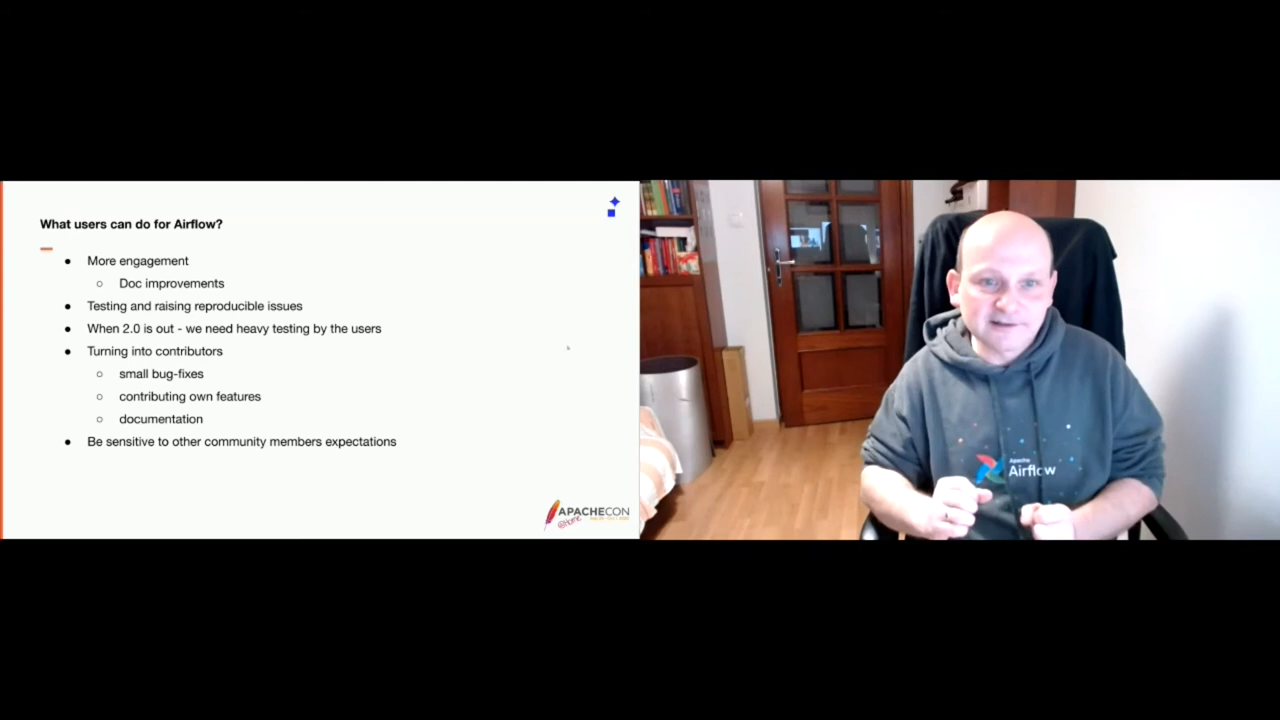 What users can do for Airflow?
● More engagement
○ Doc improvements
● Testing and raising reproducible issues
● When 2.0 is out - we need heavy testing by the users
● Turning into contributors
○ small bug-fixes
○ contributing own features
○ documentation
● Be sensitive to other community members expectations
APACHECON
@Home
Apache
Airflow